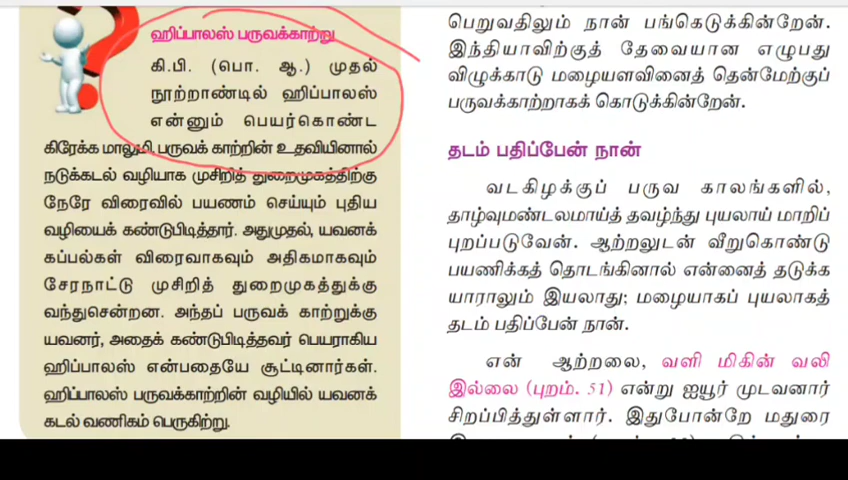 ஹிப்பாலஸ் பருவக்காற்று
கி.பி. (பொ. ஆ.) முதல்
நூற்றாண்டில் ஹிப்பாலஸ்
என்னும் பெயர்கொண்ட
கிரேக்க மாலுமி, பருவக் காற்றின் உதவியினால்
நடுக்கடல் வழியாக முசிறித் துறைமுகத்திற்கு
நேரே விரைவில் பயணம் செய்யும் புதிய
வழியைக் கண்டுபிடித்தார். அதுமுதல், யவனக்
கப்பல்கள் விரைவாகவும் அதிகமாகவும்
சேரநாட்டு முசிறித் துறைமுகத்துக்கு
வந்துசென்றன. அந்தப் பருவக் காற்றுக்கு
யவனர், அதைக் கண்டுபிடித்தவர் பெயராகிய
ஹிப்பாலஸ் என்பதையே சூட்டினார்கள்.
ஹிப்பாலஸ் பருவக்காற்றின் வழியில் யவனக்
கடல் வணிகம் பெருகிற்று.
பெறுவதிலும் நான் பங்கெடுக்கின்றேன்.
இந்தியாவிற்குத் தேவையான எழுபது
விழுக்காடு மழையளவினைத் தென்மேற்குப்
பருவக்காற்றாகக் கொடுக்கின்றேன்.
தடம் பதிப்பேன் நான்
வடகிழக்குப் பருவ காலங்களில்,
தாழ்வுமண்டலமாய்த் தவழ்ந்து புயலாய் மாறிப்
புறப்படுவேன். ஆற்றலுடன் வீறுகொண்டு
பயணிக்கத் தொடங்கினால் என்னைத் தடுக்க
யாராலும் இயலாது; மழையாகப் புயலாகத்
தடம் பதிப்பேன் நான்.
என் ஆற்றலை, வளி மிகின் வலி
இல்லை (புறம். 51) என்று ஐயூர் முடவனார்
சிறப்பித்துள்ளார். இதுபோன்றே மதுரை